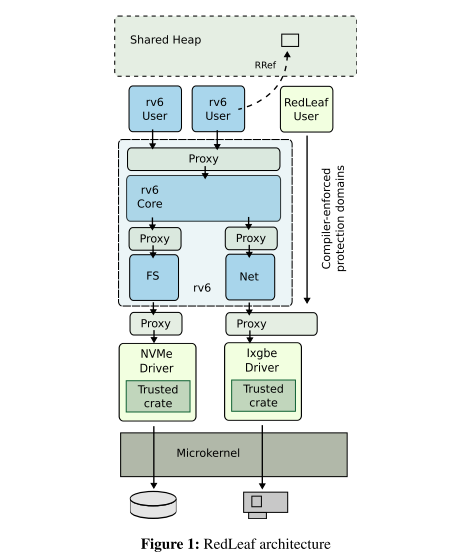 Shared Heap
RRef
rv6
User
rv6
User
RedLeaf
User
Proxy
rv6
Core
Compiler-enforced
protection domains
Proxy
Proxy
FS
rv6
Net
Proxy
Proxy
NVMe
Driver
Trusted
crate
Ixgbe
Driver
Trusted
crate
Microkernel
Figure 1: RedLeaf architecture